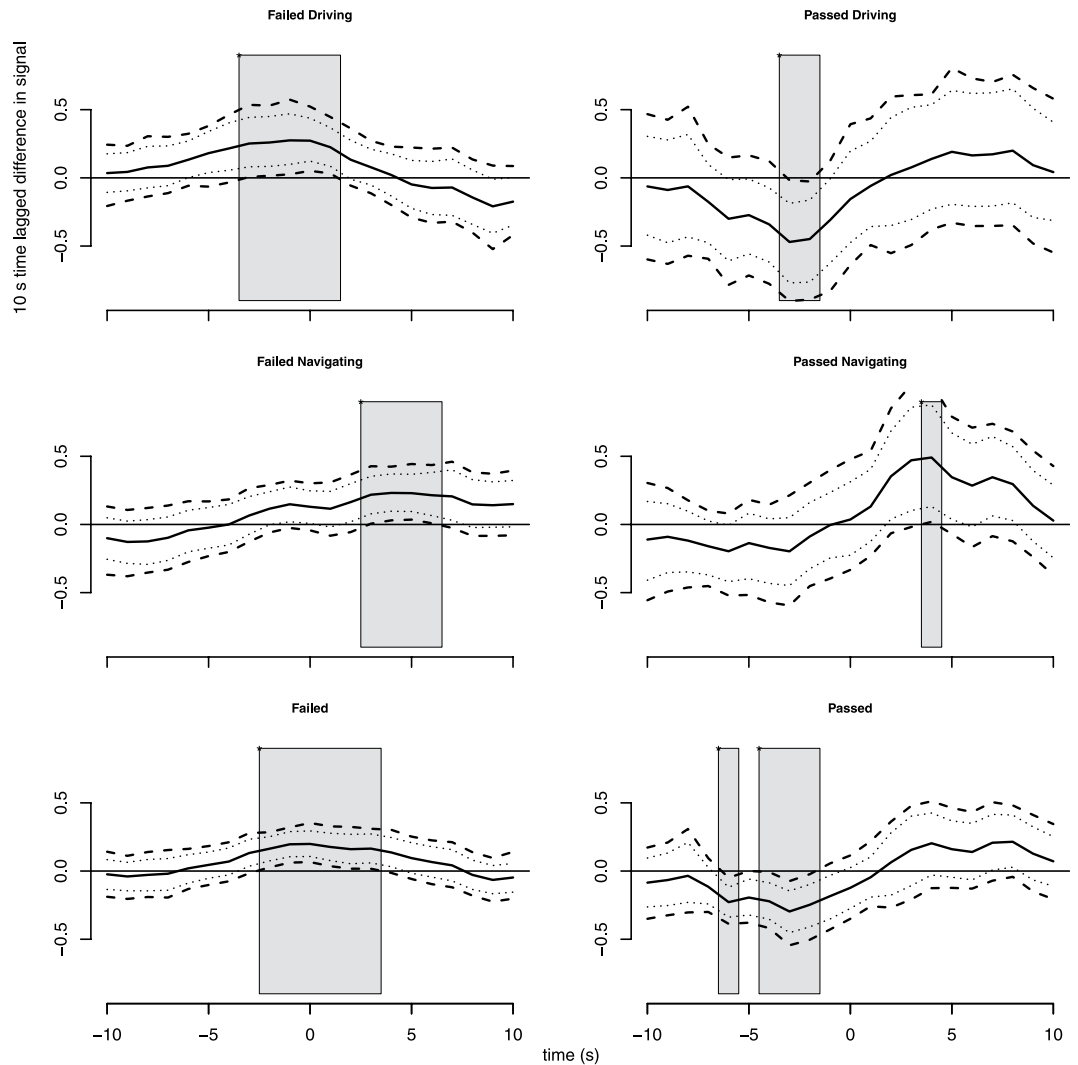 Failed Driving
Passed Driving
10 s time lagged difference in signal
0.5
0.0
−0.5
*
0.5
0.0
−0.5
*
Failed Navigating
Passed Navigating
0.5
0.0
−0.5
*
0.5
0.0
−0.5
*
Failed
Passed
0.5
0.0
−0.5
*
0.5
0.0
−0.5
* *
−10 −5 0 5 10
−10 −5 0 5 10
time (s)